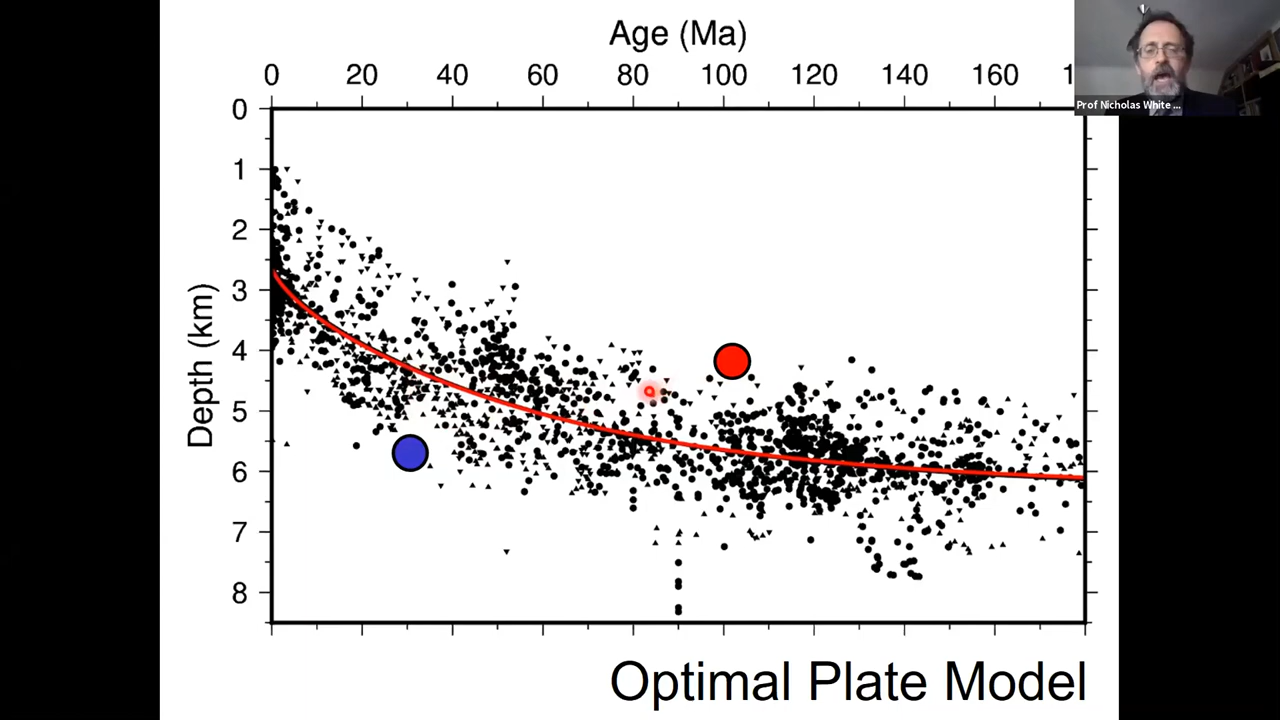 Age (Ma)
0 20 40 60 80 100 120 140 160 1
Prof Nicholas White ...
Depth (km)
0
1
2
3
4
5
6
7
8
Optimal Plate Model